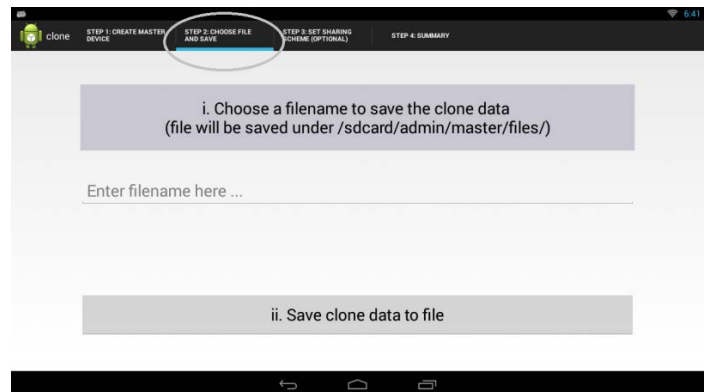 6:41
clone
STEP 1: CREATE MASTER
DEVICE
STEP 2: CHOOSE FILE
AND SAVE
STEP 3: SET SHARING
SCHEME (OPTIONAL)
STEP 4: SUMMARY
i. Choose a filename to save the clone data
(file will be saved under /sdcard/admin/master/files/)
Enter filename here ...
ii. Save clone data to file